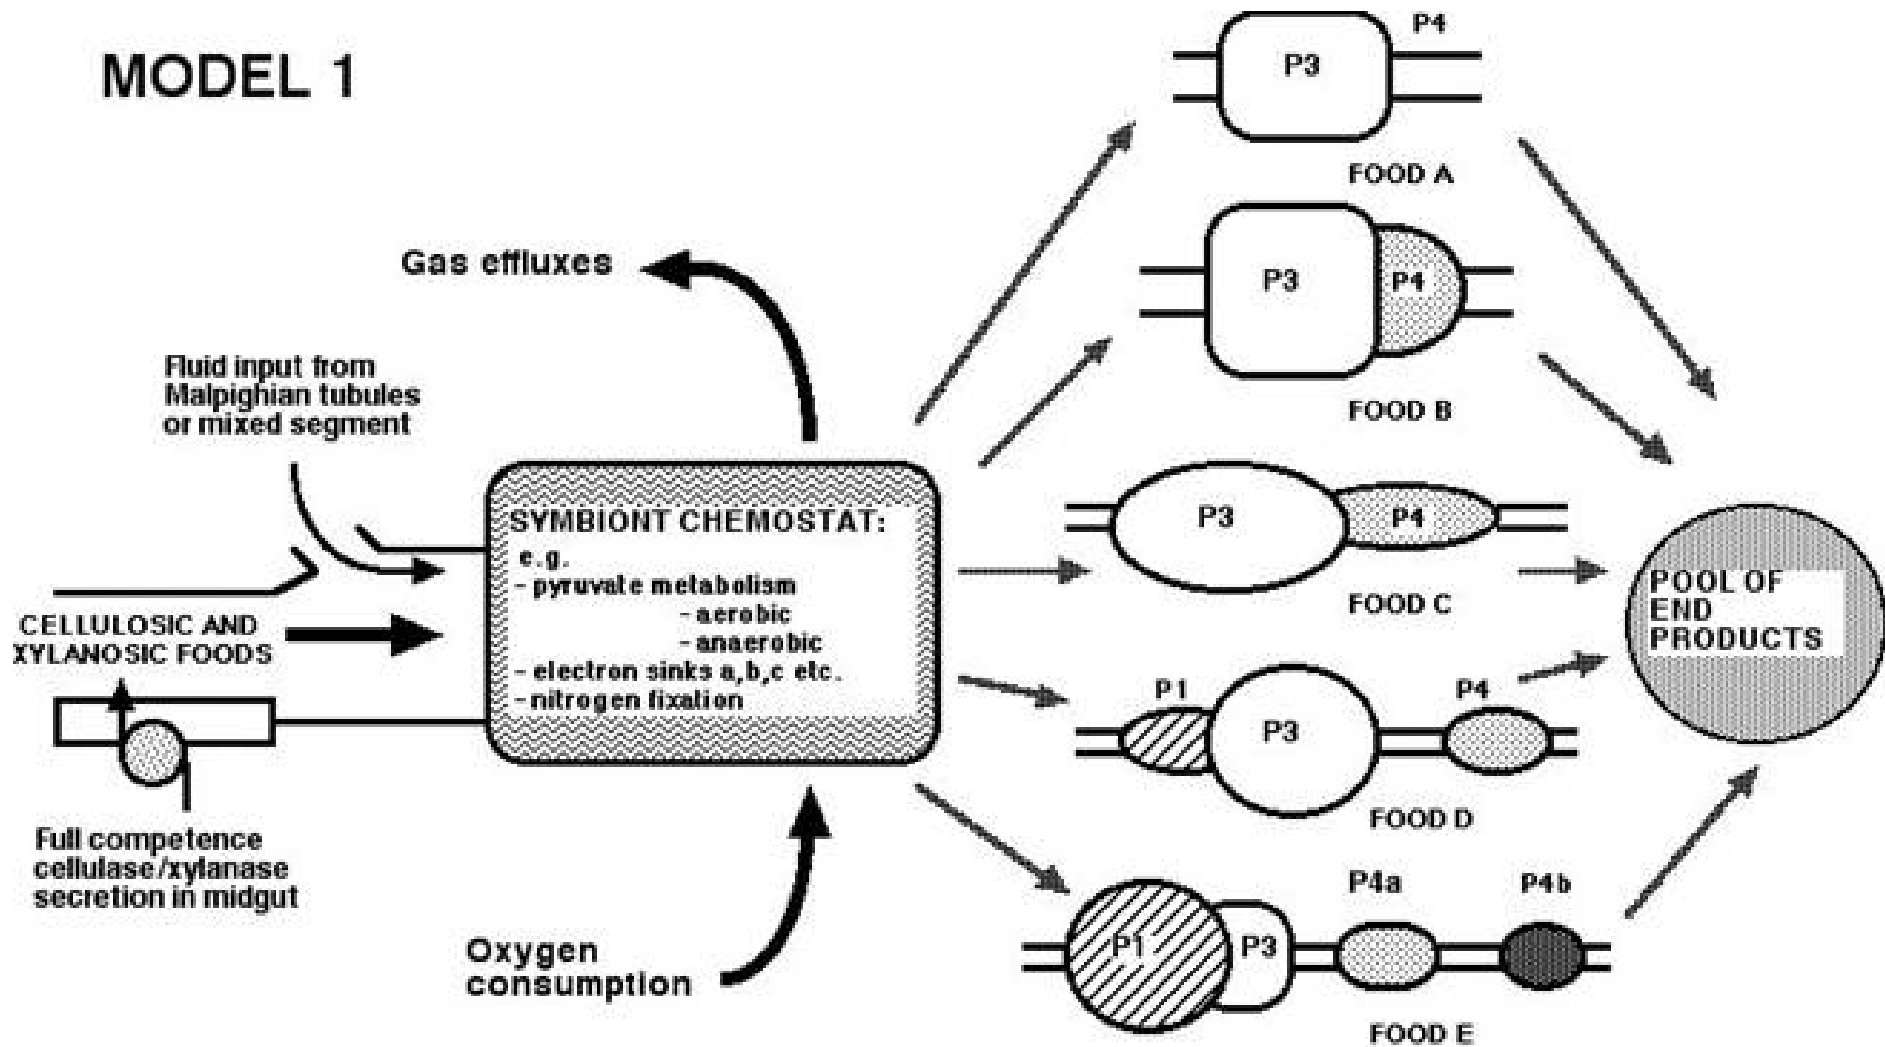 MODEL 1
Gas effluxes
Fluid input from
Malpighian tubules
or mixed segment
SYMBIONT CHEMOSTAT:
e.g.
- pyruvate metabolism
- aerobic
- anaerobic
- electron sinks a,b,c etc.
- nitrogen fixation
CELLULOSIC AND
XYLANOSIC FOODS
Full competence
cellulase/xylanase
secretion in midgut
Oxygen
consumption
P3
P4
FOOD A
P3
P4
FOOD B
P3
P4
FOOD C
P1
P3
P4
FOOD D
P1
P3
P4a
P4b
FOOD E
POOL OF
END
PRODUCTS